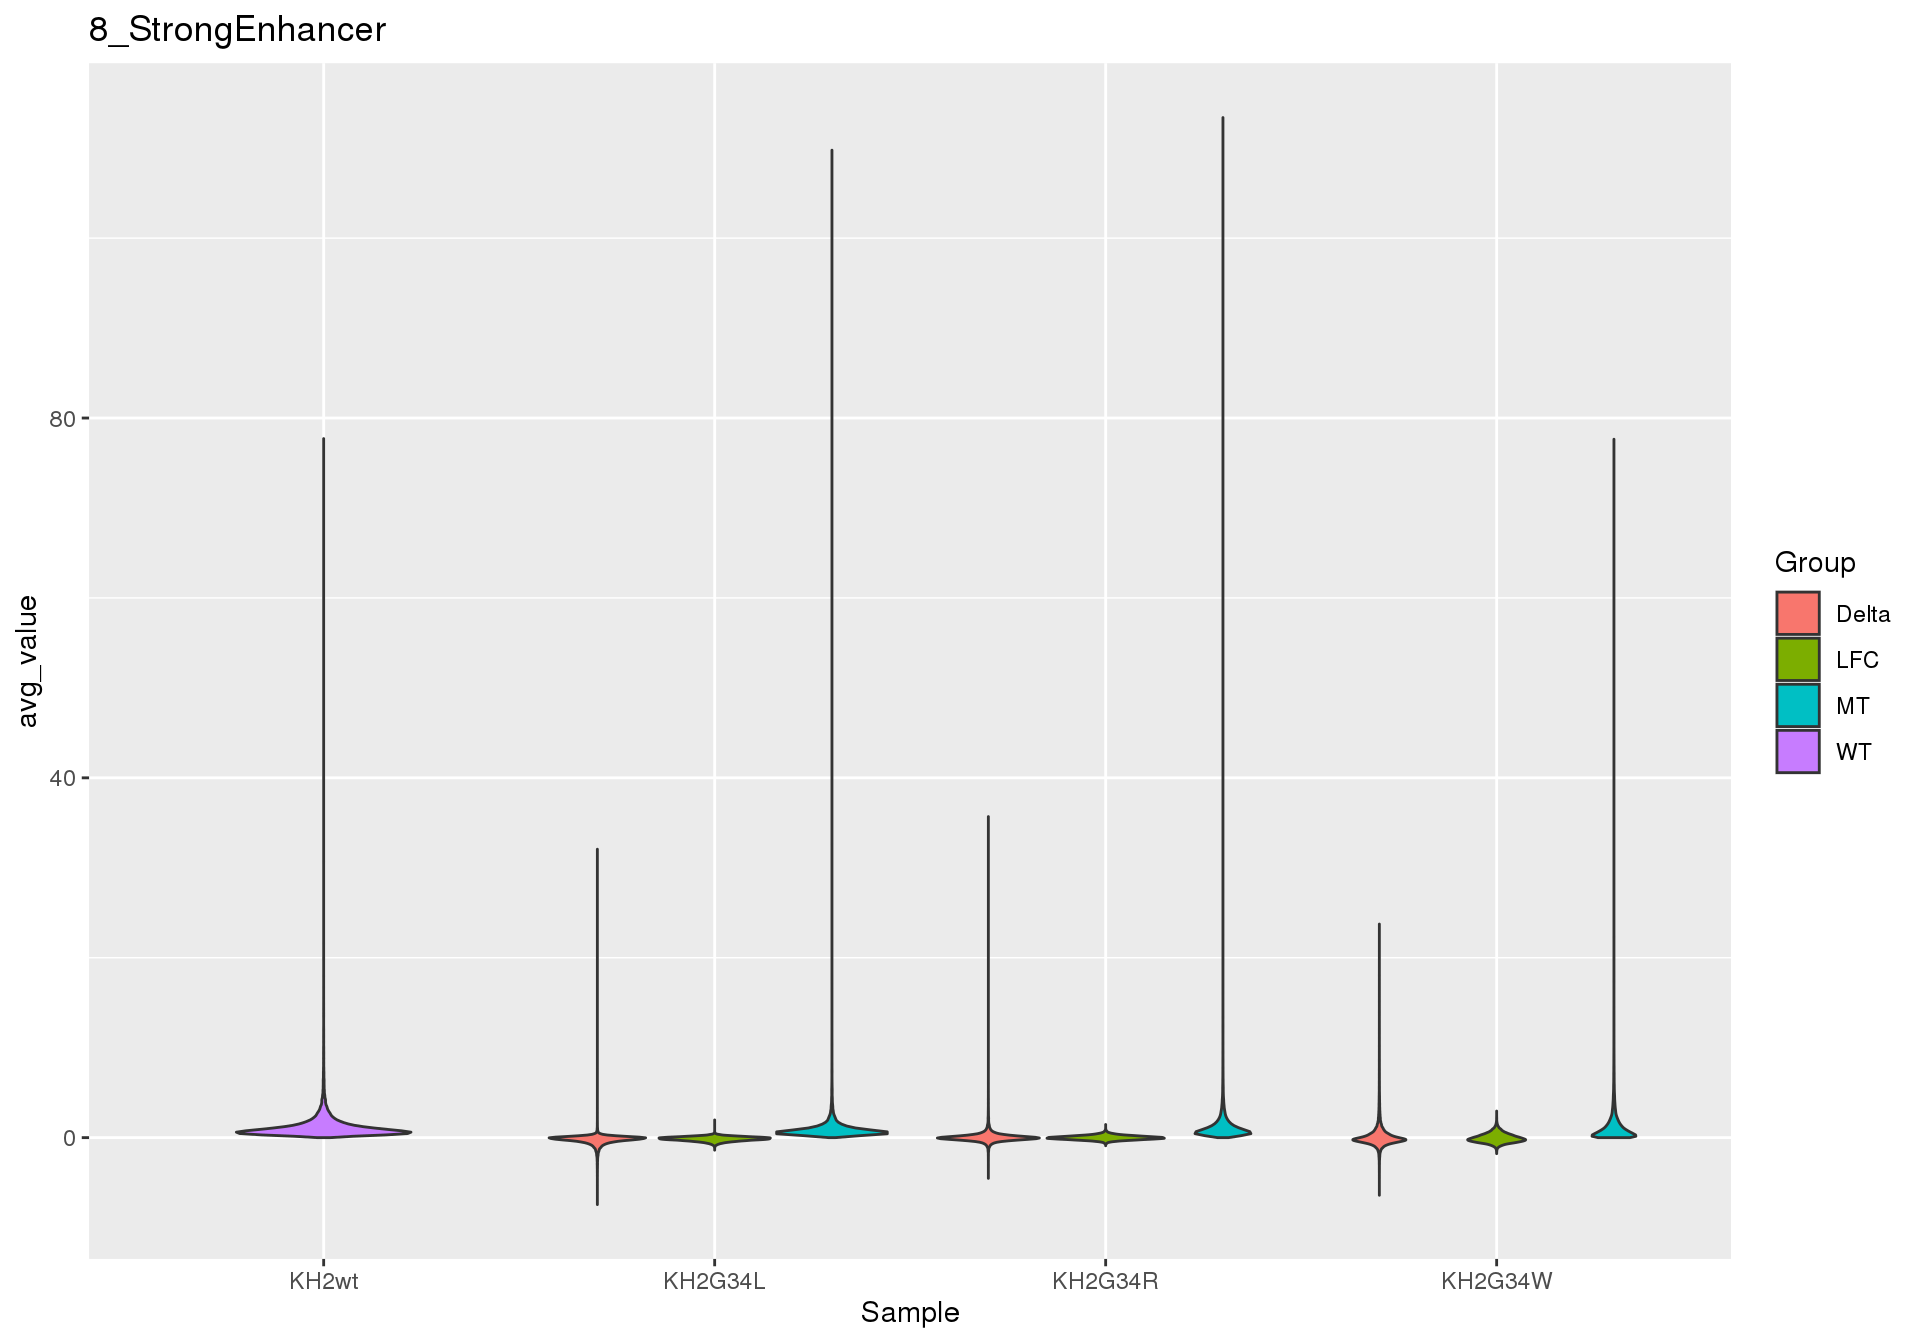 8_StrongEnhancer
avg_value
80
40
0
KH2wt
KH2G34L
KH2G34R
KH2G34W
Sample
Group
Delta
LFC
MT
WT